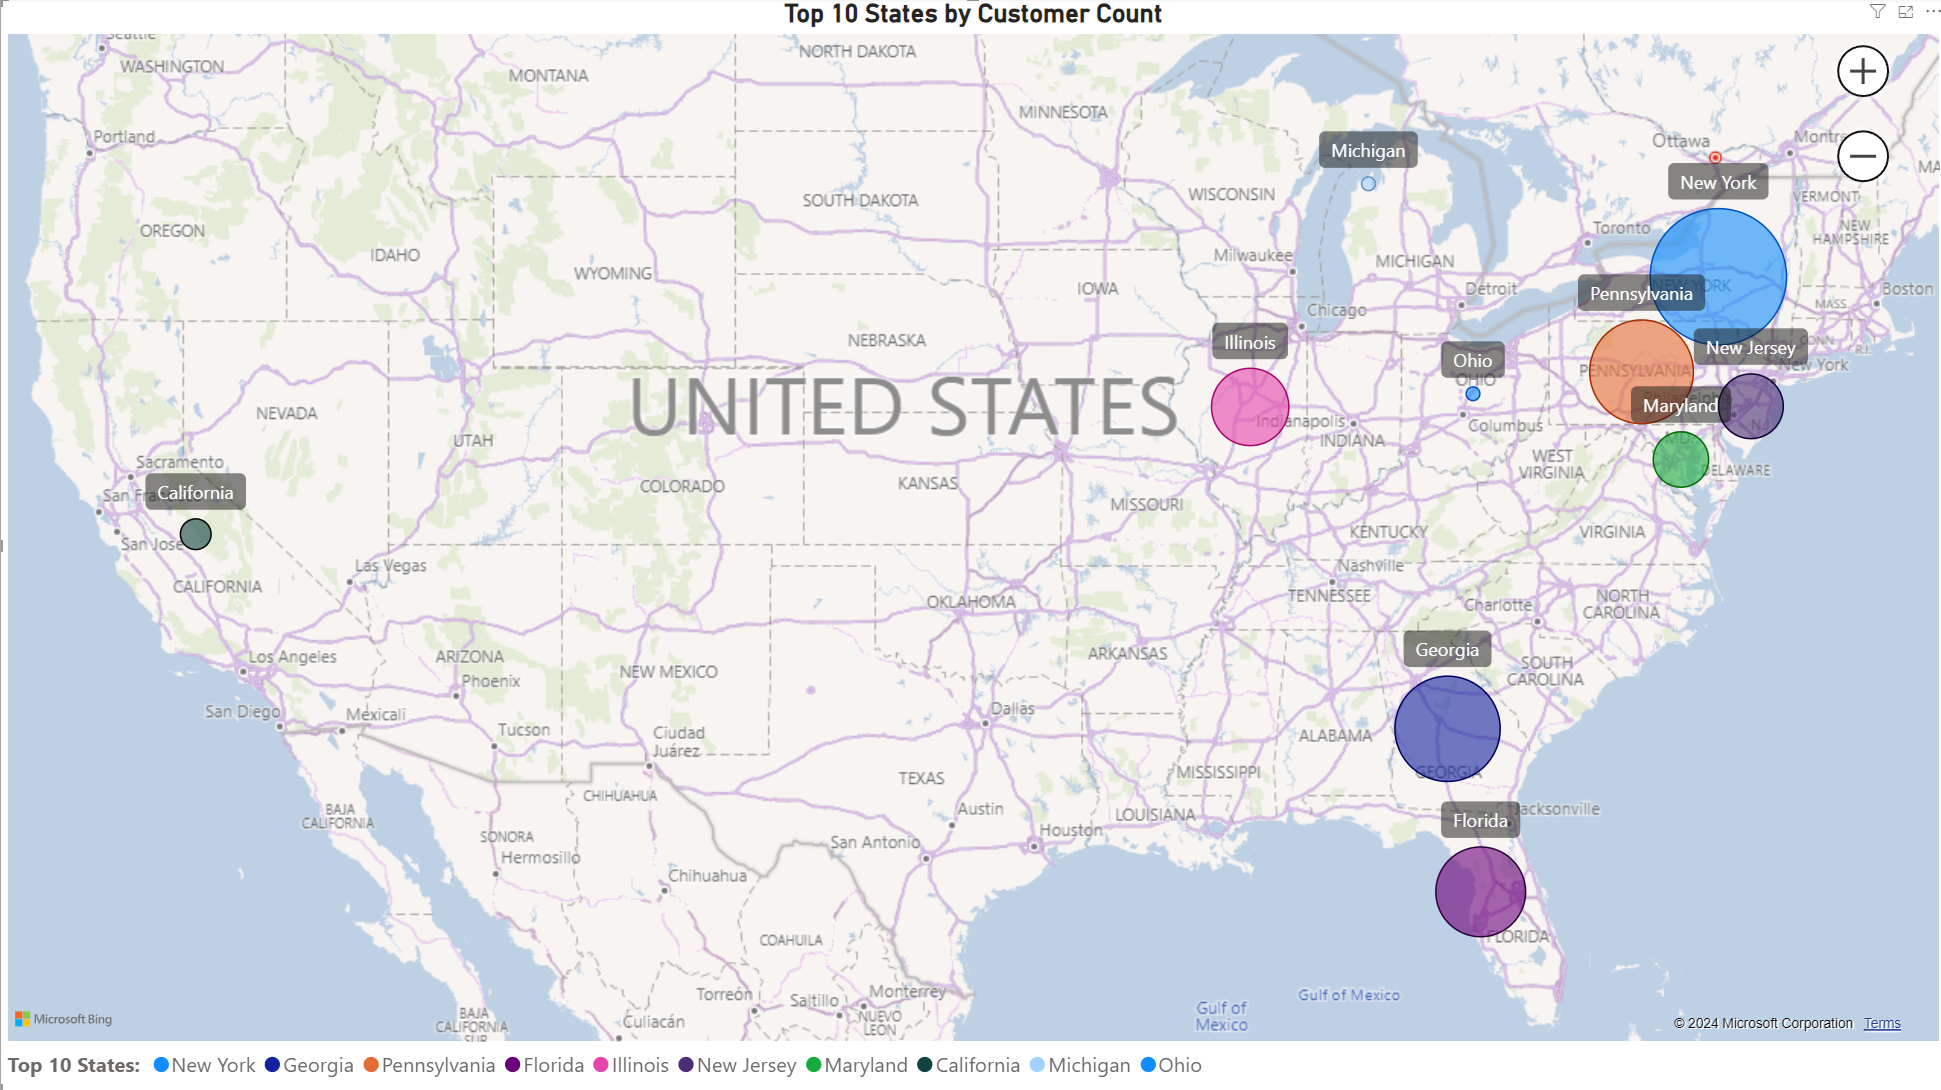 Top 10 States by Customer Count
Seattle
WASHINGTON
MONTANA
NORTH DAKOTA
MINNESOTA
Portland
Ottawa
Michigan
New York
WISCONSIN
SOUTH DAKOTA
VERMONT
OREGON
IDAHO
Toronto
NEW
HAMPSHIRE
Milwaukee
MICHIGAN
WYOMING
IOWA
Detroit
Pennsylvania
NEW YORK
Boston
MASS.
Chicago
NEBRASKA
Illinois
Ohio
OHIO
New Jersey
CONN.
R.I.
New York
PENNSYLVANIA
UNITED STATES
NEVADA
Maryland
Indianapolis
INDIANA
Columbus
NJ
UTAH
MD
Sacramento
WEST
VIRGINIA
DELAWARE
California
San Fran
COLORADO
KANSAS
MISSOURI
San Jose
KENTUCKY
VIRGINIA
Las Vegas
Nashville
CALIFORNIA
OKLAHOMA
TENNESSEE
Charlotte
NORTH
CAROLINA
Los Angeles
ARIZONA
NEW MEXICO
ARKANSAS
Georgia
SOUTH
CAROLINA
Phoenix
San Diego
Mexicali
Dallas
Tucson
Ciudad
Juárez
ALABAMA
TEXAS
MISSISSIPPI
GEORGIA
CHIHUAHUA
BAJA
CALIFORNIA
Austin
LOUISIANA
Florida
Jacksonville
SONORA
Hermosillo
San Antonio
Houston
Chihuahua
COAHUILA
FLORIDA
Torreón
Saltillo
Monterrey
Gulf of Mexico
Gulf of
Mexico
BAJA
CALIFORNIA
SUR
Culiacán
NUEVO
LEÓN
Microsoft Bing
© 2024 Microsoft Corporation Terms
Top 10 States: New York Georgia Pennsylvania Florida Illinois New Jersey Maryland California Michigan Ohio